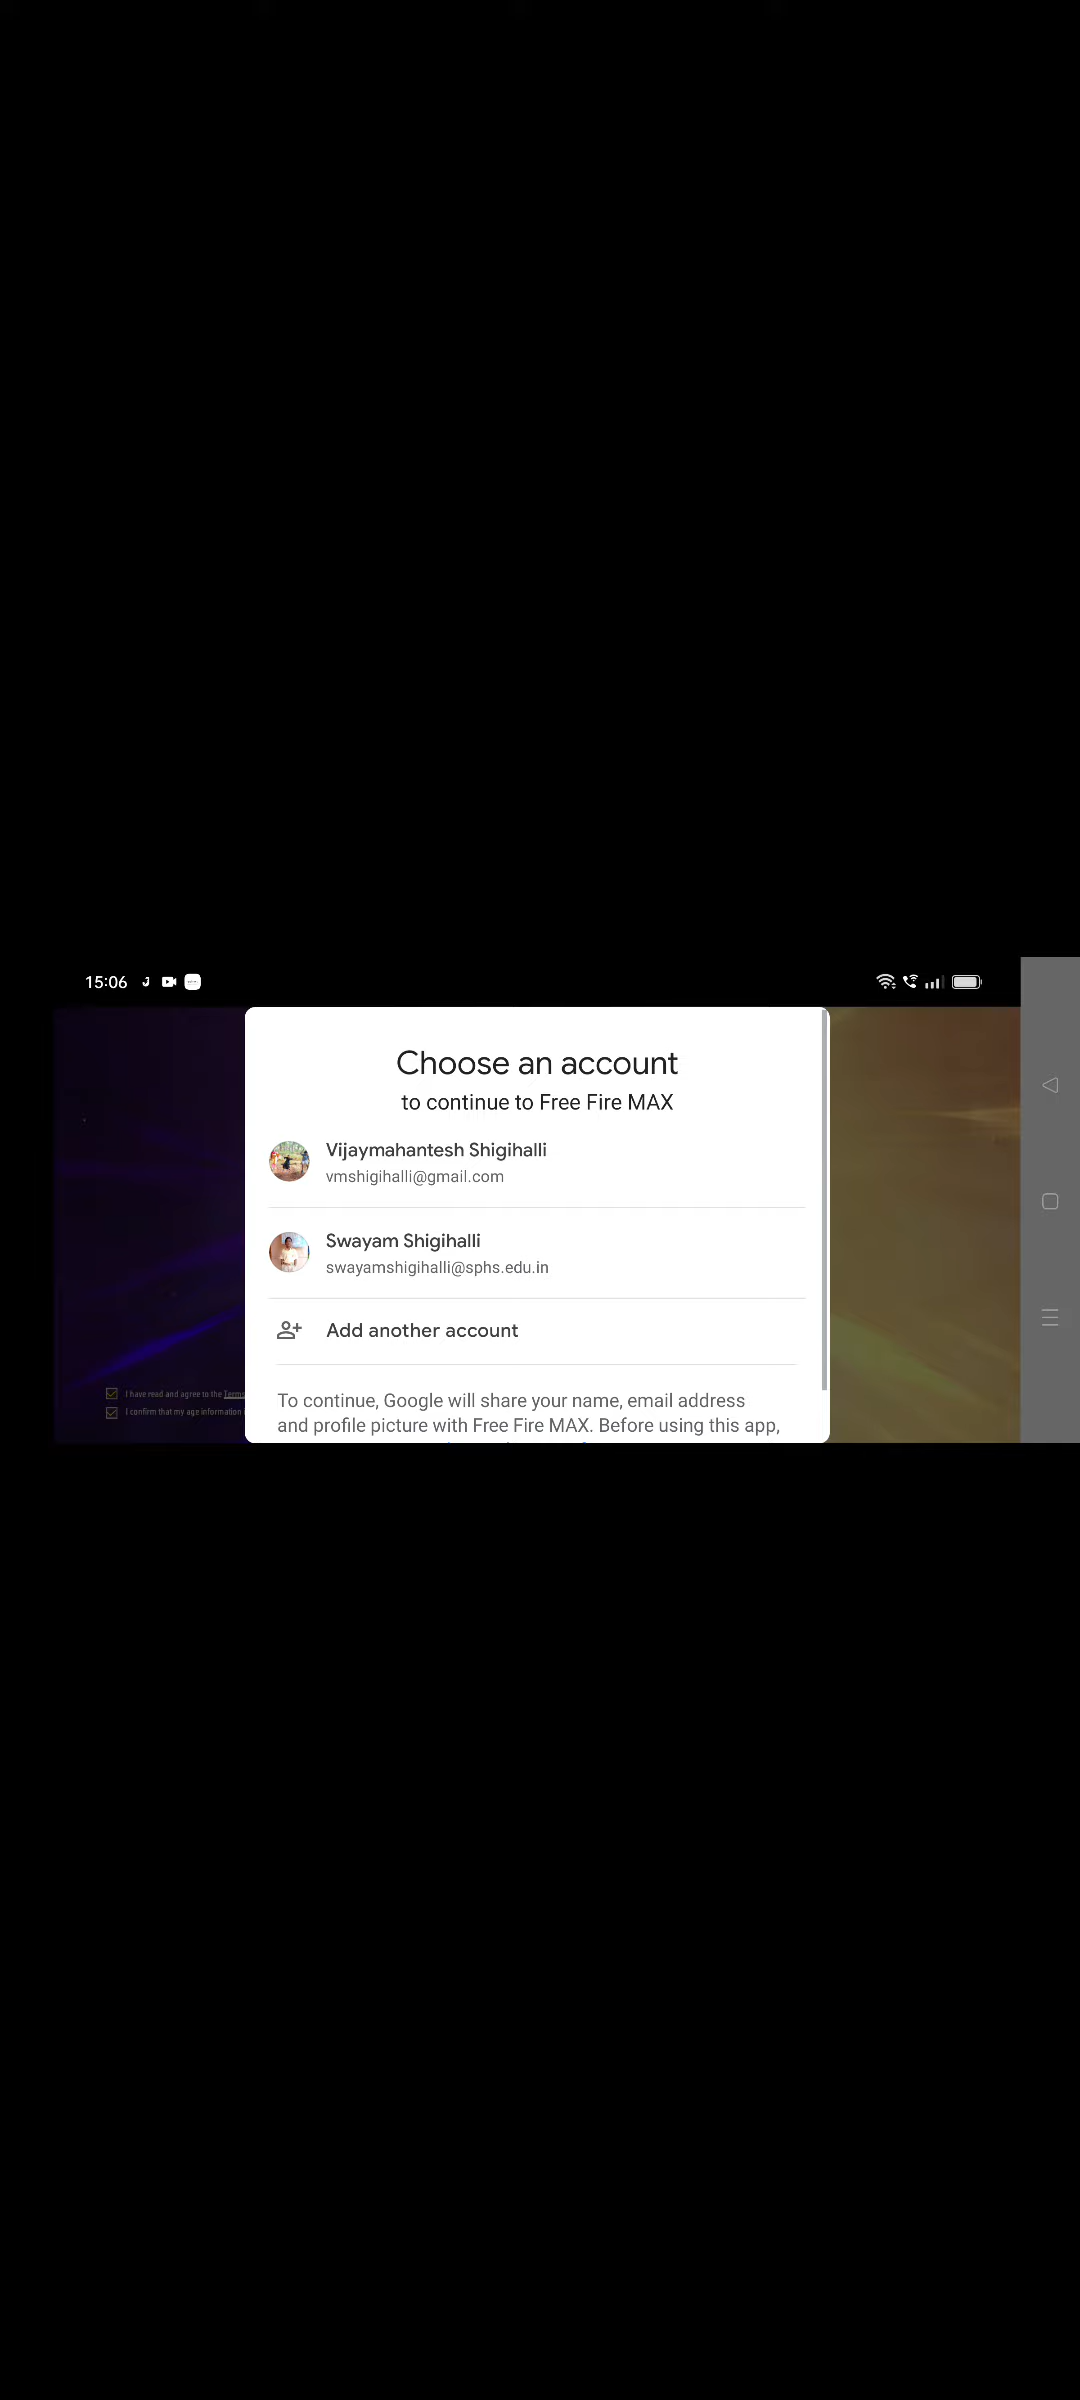 15:06
Choose an account
to continue to Free Fire MAX
Vijaymahantesh Shigihalli
vmshigihalli@gmail.com
Swayam Shigihalli
swayamshigihalli@sphs.edu.in
Add another account
To continue, Google will share your name, email address
and profile picture with Free Fire MAX. Before using this app,
I have read and agree to the Terms
I confirm that my age information